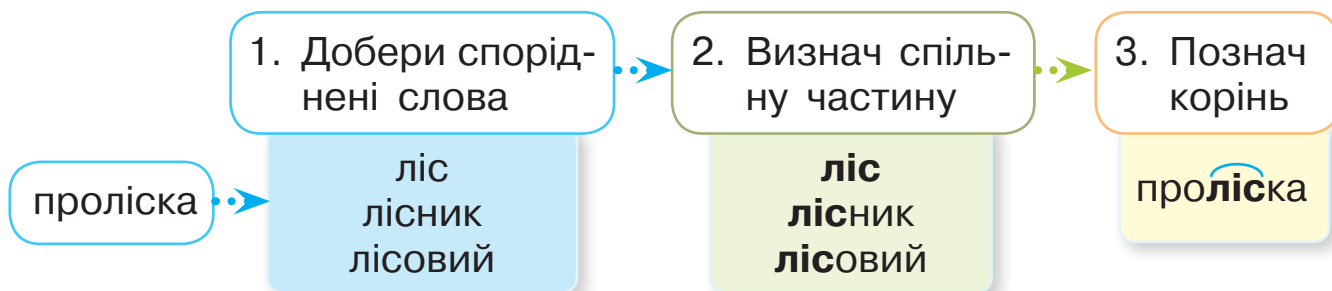 1. Добери спорід-
нені слова
2. Визнач спіль-
ну частину
3. Познач
корінь
проліска
ліс
лісник
лісовий
ліс
лісник
лісовий
проліска